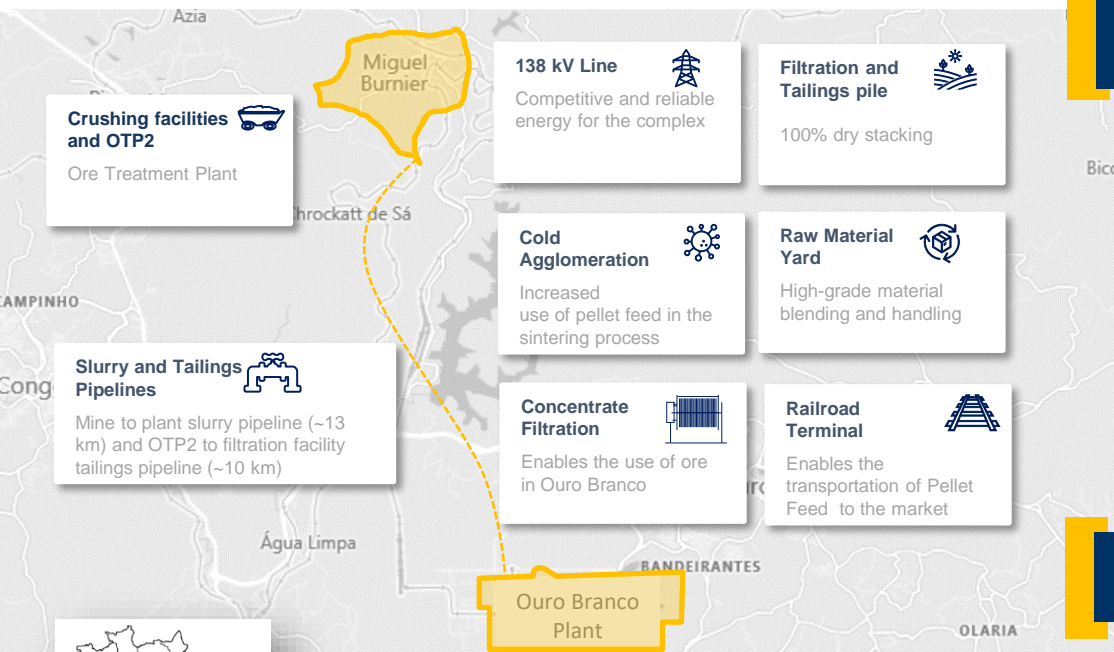 Azia
Miguel
Burnier
138 kV Line
Competitive and reliable
energy for the complex
Filtration and
Tailings pile
100% dry stacking
Crushing facilities
and OTP2
Ore Treatment Plant
Chrockatt de Sá
Cold
Agglomeration
Increased
use of pellet feed in the
sintering process
Raw Material
Yard
High-grade material
blending and handling
CAMPINHO
Slurry and Tailings
Pipelines
Mine to plant slurry pipeline (~13
km) and OTP2 to filtration facility
tailings pipeline (~10 km)
Cong
Concentrate
Filtration
Enables the use of ore
in Ouro Branco
Railroad
Terminal
Enables the
transportation of Pellet
Feed to the market
Água Limpa
BANDEIRANTES
Ouro Branco
Plant
OLARIA